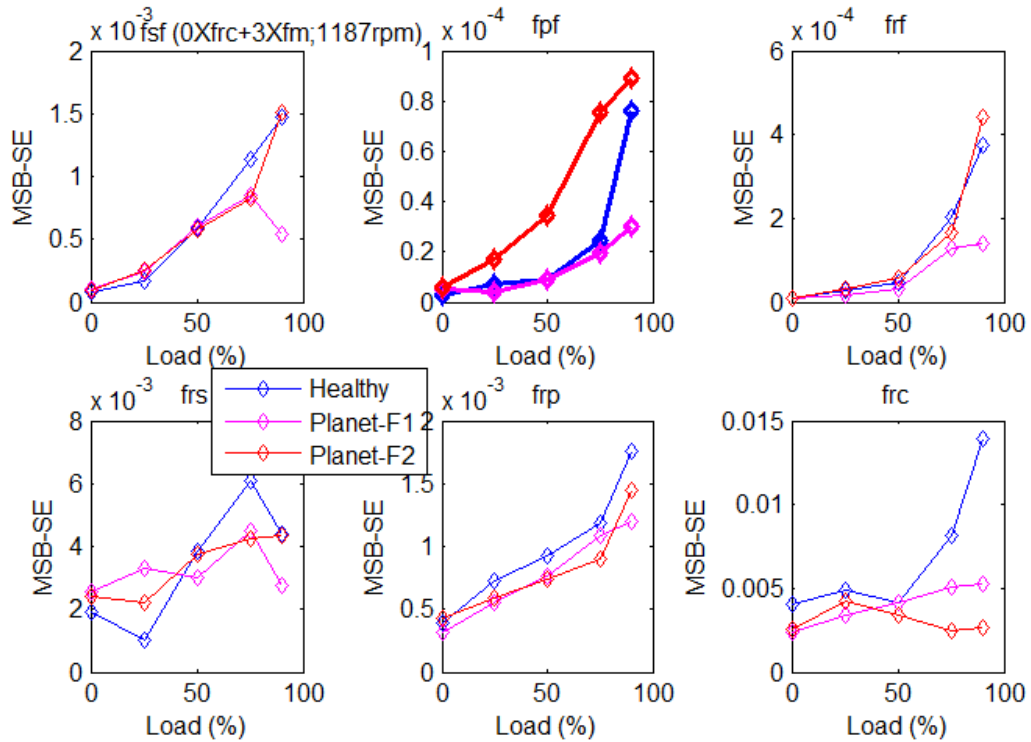 x 10-3
fsf (0Xfrc+3Xfm;1187rpm)
2
1.5
1
0.5
0
MSB-SE
0 50 100
Load (%)
x 10-4
fpf
1
0.8
0.6
0.4
0.2
0
MSB-SE
0 50 100
Load (%)
x 10-4
frf
6
4
2
0
MSB-SE
0 50 100
Load (%)
x 10-3
frs
8
6
4
2
0
MSB-SE
0 50 100
Load (%)
Healthy
Planet-F1
Planet-F2
x 10-3
frp
2
1.5
1
0.5
0
MSB-SE
0 50 100
Load (%)
frc
0.015
0.01
0.005
0
MSB-SE
0 50 100
Load (%)